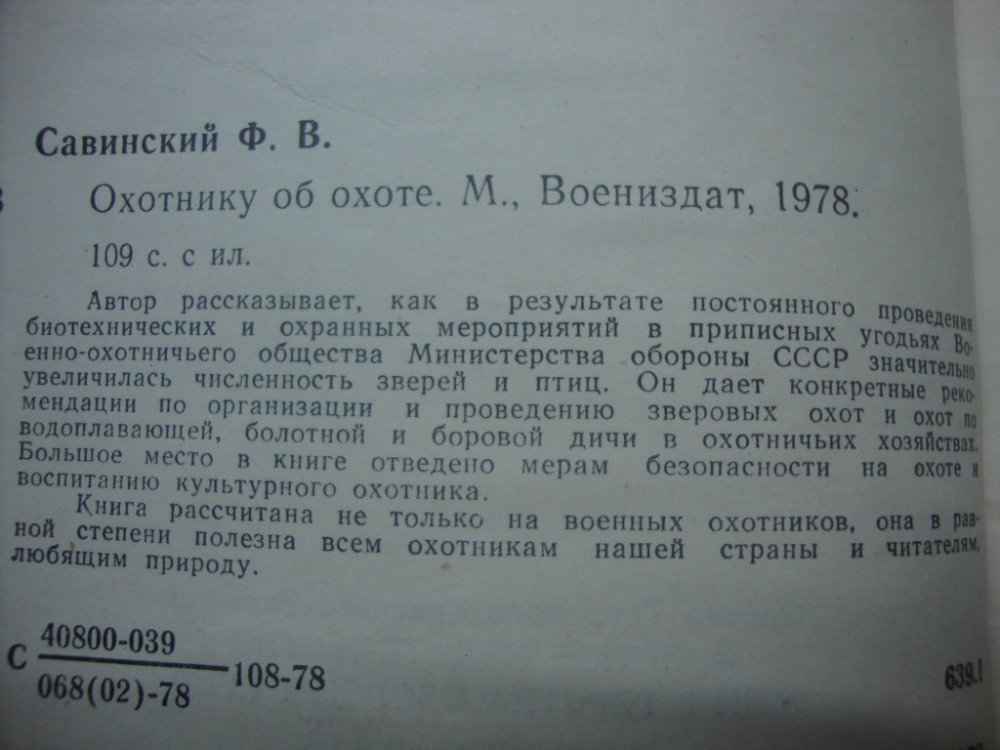 Савинский Ф. В.
Охотнику об охоте. М., Воениздат, 1978.
109 с. с ил.
Автор рассказывает, как в результате постоянного проведения
биотехнических и охранных мероприятий в приписных угодьях Во-
енно-охотничьего общества Министерства обороны СССР значительно
увеличилась численность зверей и птиц. Он дает конкретные реко-
мендации по организации и проведению зверовых охот и охот по
водоплавающей, болотной и боровой дичи в охотничьих хозяйствах.
Большое место в книге отведено мерам безопасности на охоте и
воспитанию культурного охотника.
Книга рассчитана не только на военных охотников, она в рав-
ной степени полезна всем охотникам нашей страны и читателям,
любящим природу.
С 40800-039
068(02)-78 108-78
639.1